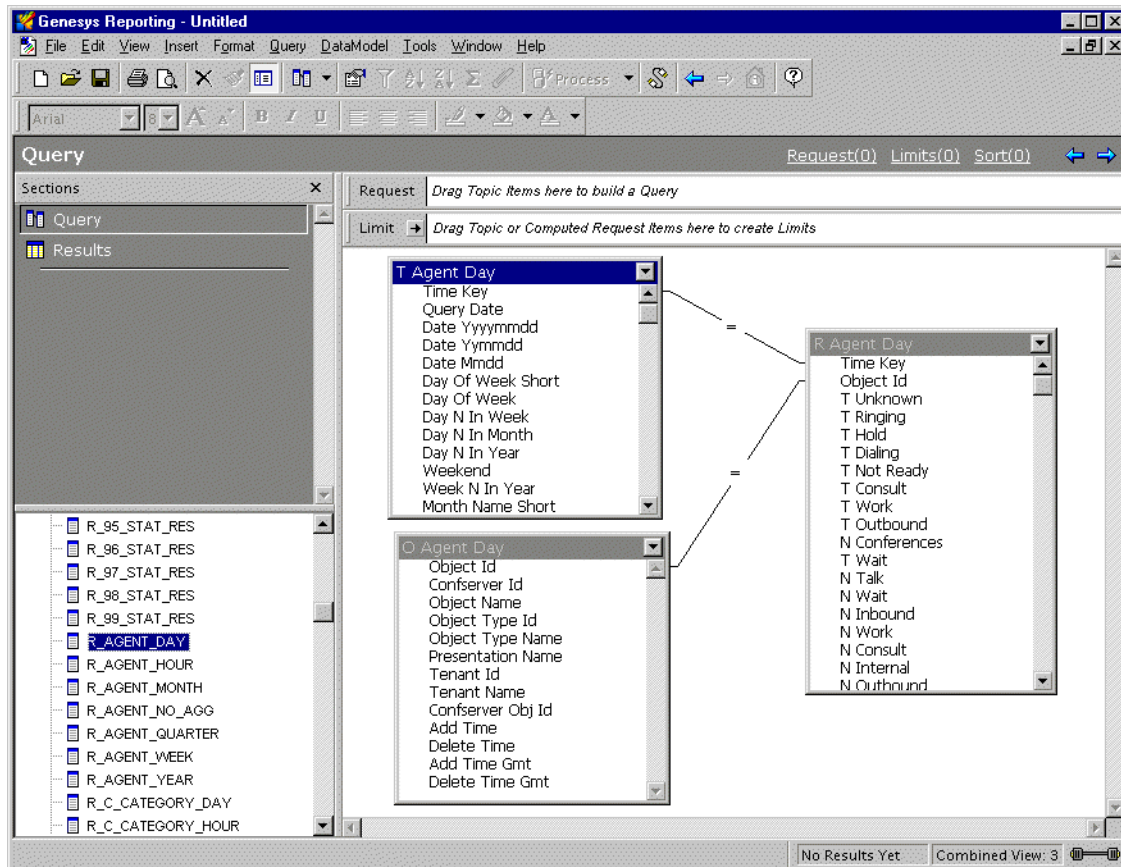 Genesys Reporting - Untitled
File Edit View Insert Format Query DataModel Tools Window Help
Process
Arial 8 A A B I U A
Query Request(0) Limits(0) Sort(0)
Sections
Query
Results
R_95_STAT_RES
R_96_STAT_RES
R_97_STAT_RES
R_98_STAT_RES
R_99_STAT_RES
R_AGENT_DAY
R_AGENT_HOUR
R_AGENT_MONTH
R_AGENT_NO_AGG
R_AGENT_QUARTER
R_AGENT_WEEK
R_AGENT_YEAR
R_C_CATEGORY_DAY
R_C_CATEGORY_HOUR
Request Drag Topic Items here to build a Query
Limit Drag Topic or Computed Request Items here to create Limits
T Agent Day
Time Key
Query Date
Date Yyyymmdd
Date Yymmdd
Date Mmdd
Day Of Week Short
Day Of Week
Day N In Week
Day N In Month
Day N In Year
Weekend
Week N In Year
Month Name Short
=
=
O Agent Day
Object Id
Confserver Id
Object Name
Object Type Id
Object Type Name
Presentation Name
Tenant Id
Tenant Name
Confserver Obj Id
Add Time
Delete Time
Add Time Gmt
Delete Time Gmt
R Agent Day
Time Key
Object Id
T Unknown
T Ringing
T Hold
T Dialing
T Not Ready
T Consult
T Work
T Outbound
N Conferences
T Wait
N Talk
N Wait
N Inbound
N Work
N Consult
N Internal
N Outbound
No Results Yet Combined View: 3